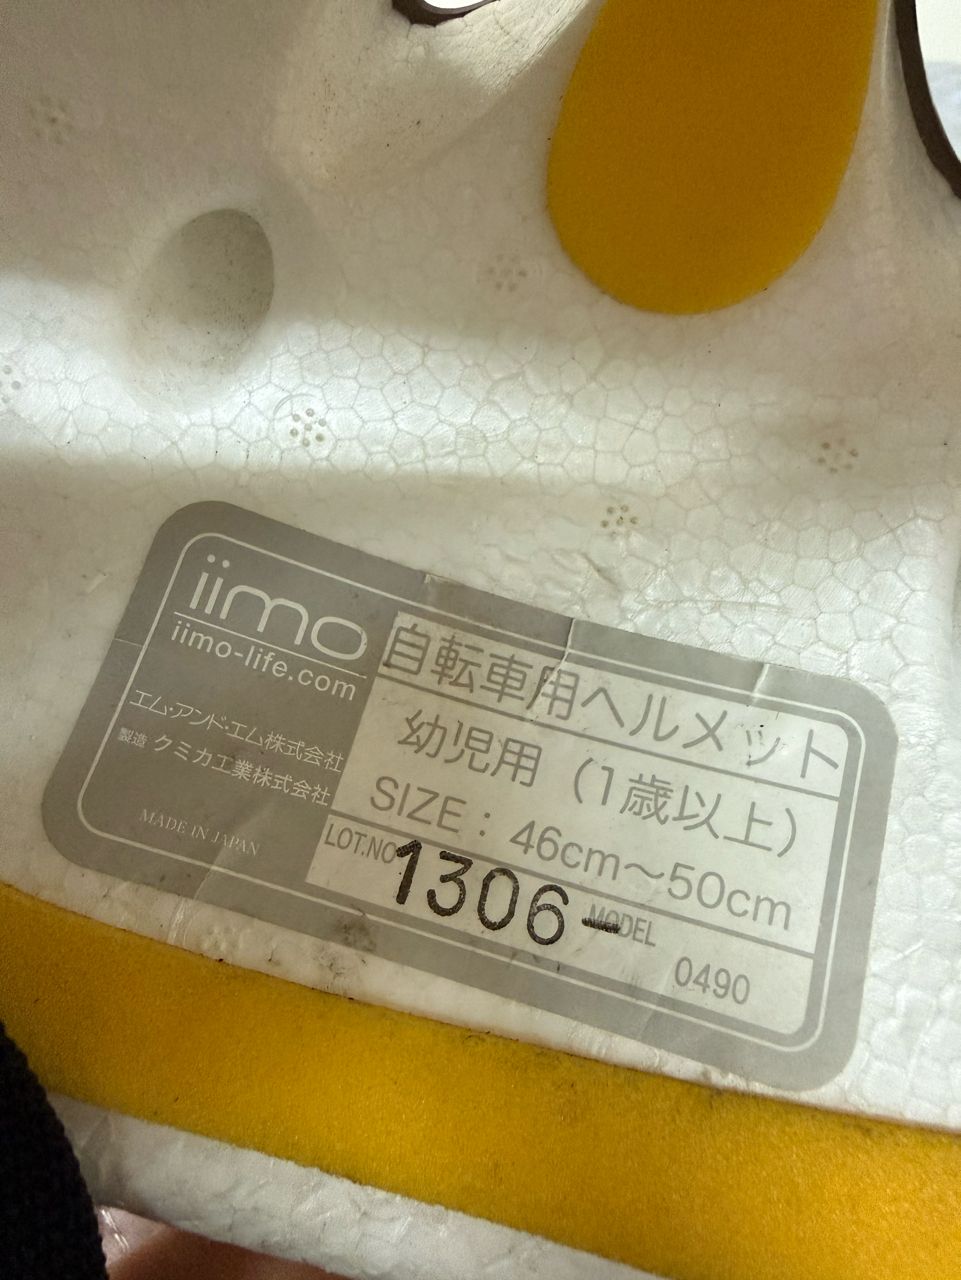 iimo
iimo-life.com
エム・アンド・エム株式会社
製造 クミカ工業株式会社
MADE IN JAPAN
自転車用ヘルメット
幼児用（1歳以上）
SIZE：46cm〜50cm
LOT.NO 1306-
MODEL
0490